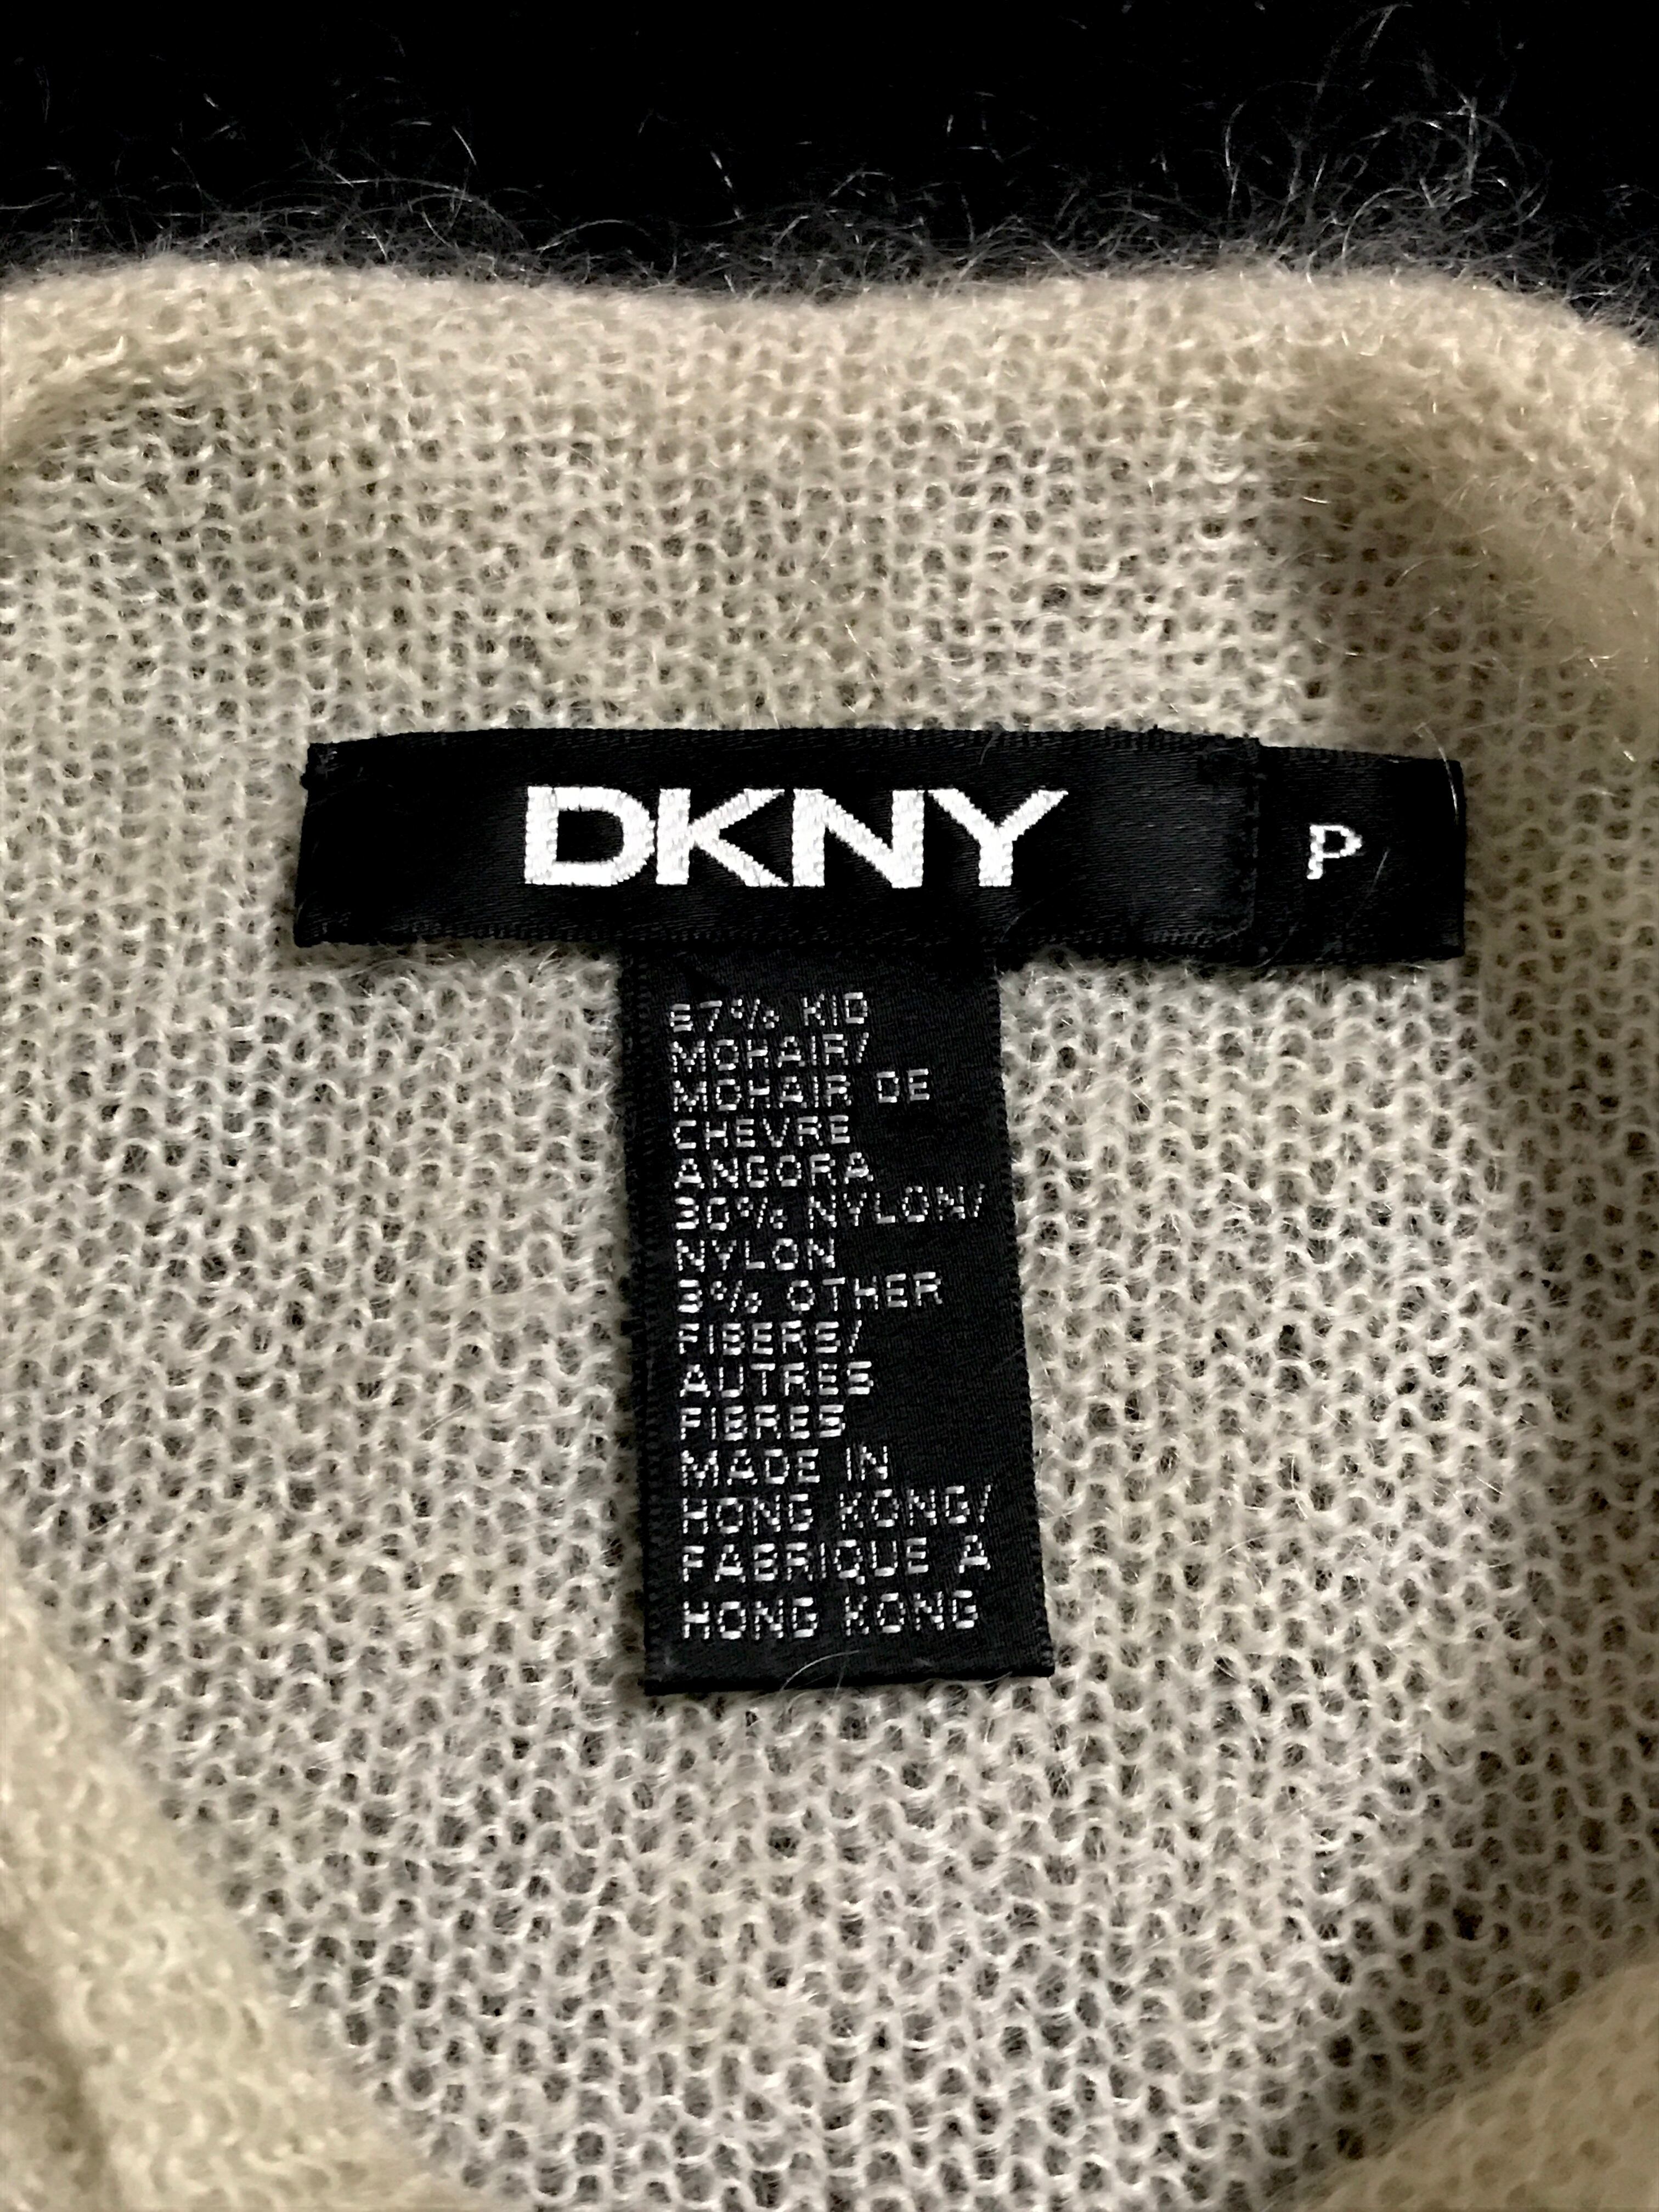 DKNY P
67% KID
MOHAIR/
MOHAIR DE
CHEVRE
ANGORA
30% NYLON/
NYLON
3% OTHER
FIBERS/
AUTRES
FIBRES
MADE IN
HONG KONG/
FABRIQUE A
HONG KONG